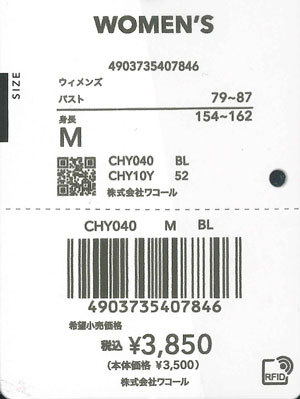 WOMEN'S
4903735407846
SIZE
ウィメンズ
バスト 79~87
身長 154~162
M
CHY040 BL
CHY10Y 52
株式会社ワコール
CHY040 M BL
4903735407846
希望小売価格
税込 ¥3,850
(本体価格 ¥3,500)
株式会社ワコール
RFID